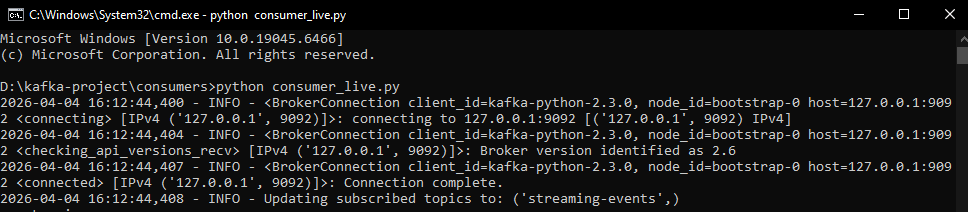 C:\Windows\System32\cmd.exe - python  consumer_live.py
Microsoft Windows [Version 10.0.19045.6466]
(c) Microsoft Corporation. All rights reserved.
D:\kafka-project\consumers>python consumer_live.py
2026-04-04 16:12:44,400 - INFO - <BrokerConnection client_id=kafka-python-2.3.0, node_id=bootstrap-0 host=127.0.0.1:909
2 <connecting> [IPv4 ('127.0.0.1', 9092)]>: connecting to 127.0.0.1:9092 [('127.0.0.1', 9092) IPv4]
2026-04-04 16:12:44,404 - INFO - <BrokerConnection client_id=kafka-python-2.3.0, node_id=bootstrap-0 host=127.0.0.1:909
2 <checking_api_versions_recv> [IPv4 ('127.0.0.1', 9092)]>: Broker version identified as 2.6
2026-04-04 16:12:44,407 - INFO - <BrokerConnection client_id=kafka-python-2.3.0, node_id=bootstrap-0 host=127.0.0.1:909
2 <connected> [IPv4 ('127.0.0.1', 9092)]>: Connection complete.
2026-04-04 16:12:44,408 - INFO - Updating subscribed topics to: ('streaming-events',)